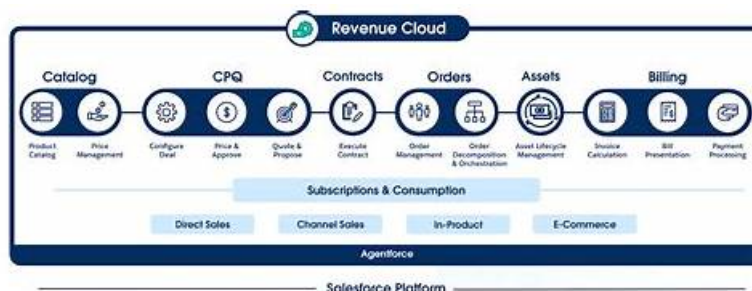 Revenue Cloud
Catalog CPQ Contracts Orders Assets Billing
$
Product Catalog
Price Management
Configure Deal
Price & Approve
Quote & Propose
Execute Contract
Order Management
Order Decomposition & Orchestration
Asset Lifecycle Management
Invoice Calculation
Bill Presentation
Payment Processing
Subscriptions & Consumption
Direct Sales Channel Sales In-Product E-Commerce
Agentforce
Salesforce Platform